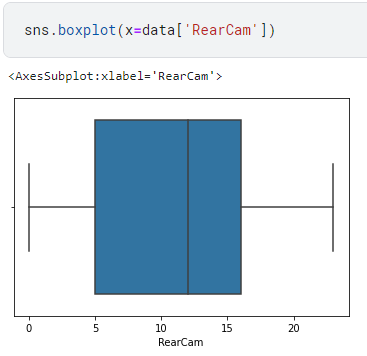 sns.boxplot(x=data['RearCam'])
<AxesSubplot:xlabel='RearCam'>
0 5 10 15 20
RearCam